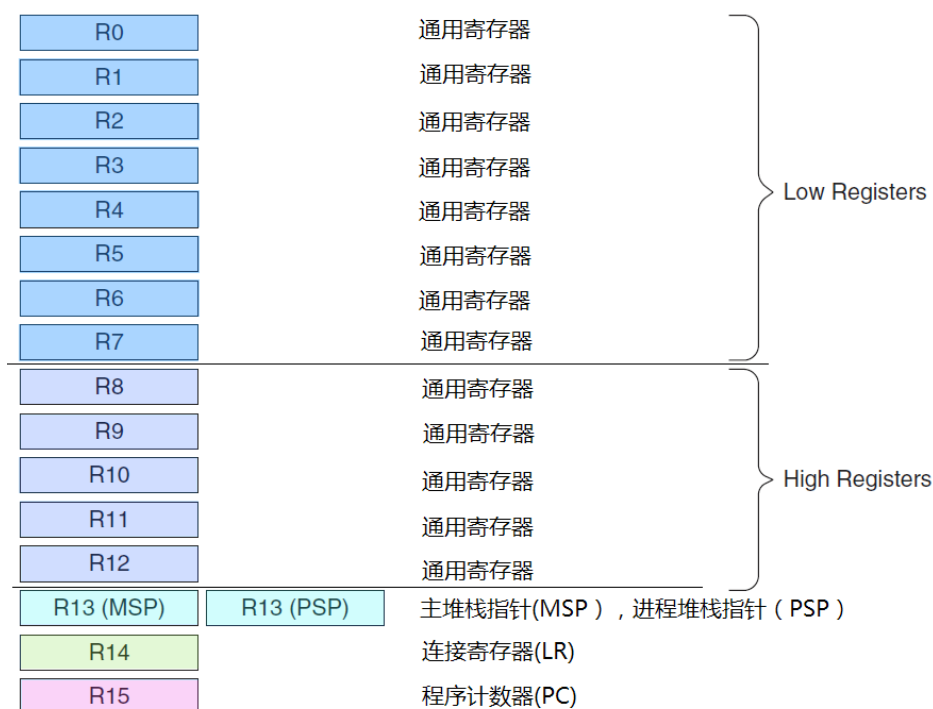 R0 通用寄存器
R1 通用寄存器
R2 通用寄存器
R3 通用寄存器
Low Registers
R4 通用寄存器
R5 通用寄存器
R6 通用寄存器
R7 通用寄存器
R8 通用寄存器
R9 通用寄存器
R10 通用寄存器
High Registers
R11 通用寄存器
R12 通用寄存器
R13 (MSP) R13 (PSP) 主堆栈指针(MSP），进程堆栈指针（PSP）
R14 连接寄存器(LR)
R15 程序计数器(PC)